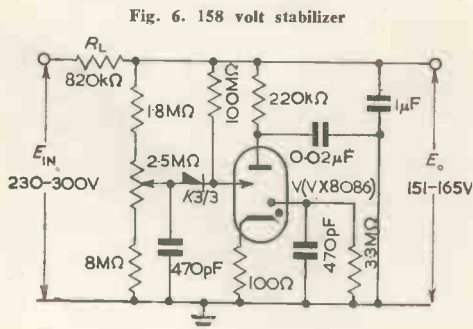 Fig. 6. 158 volt stabilizer
RL
820kΩ
1·8MΩ
100MΩ
220kΩ
1μF
EIN
230-300V
2·5MΩ
K3/3
0·02μF
V(VX8086)
Eo
151-165V
8MΩ
470pF
100Ω
470pF
33MΩ